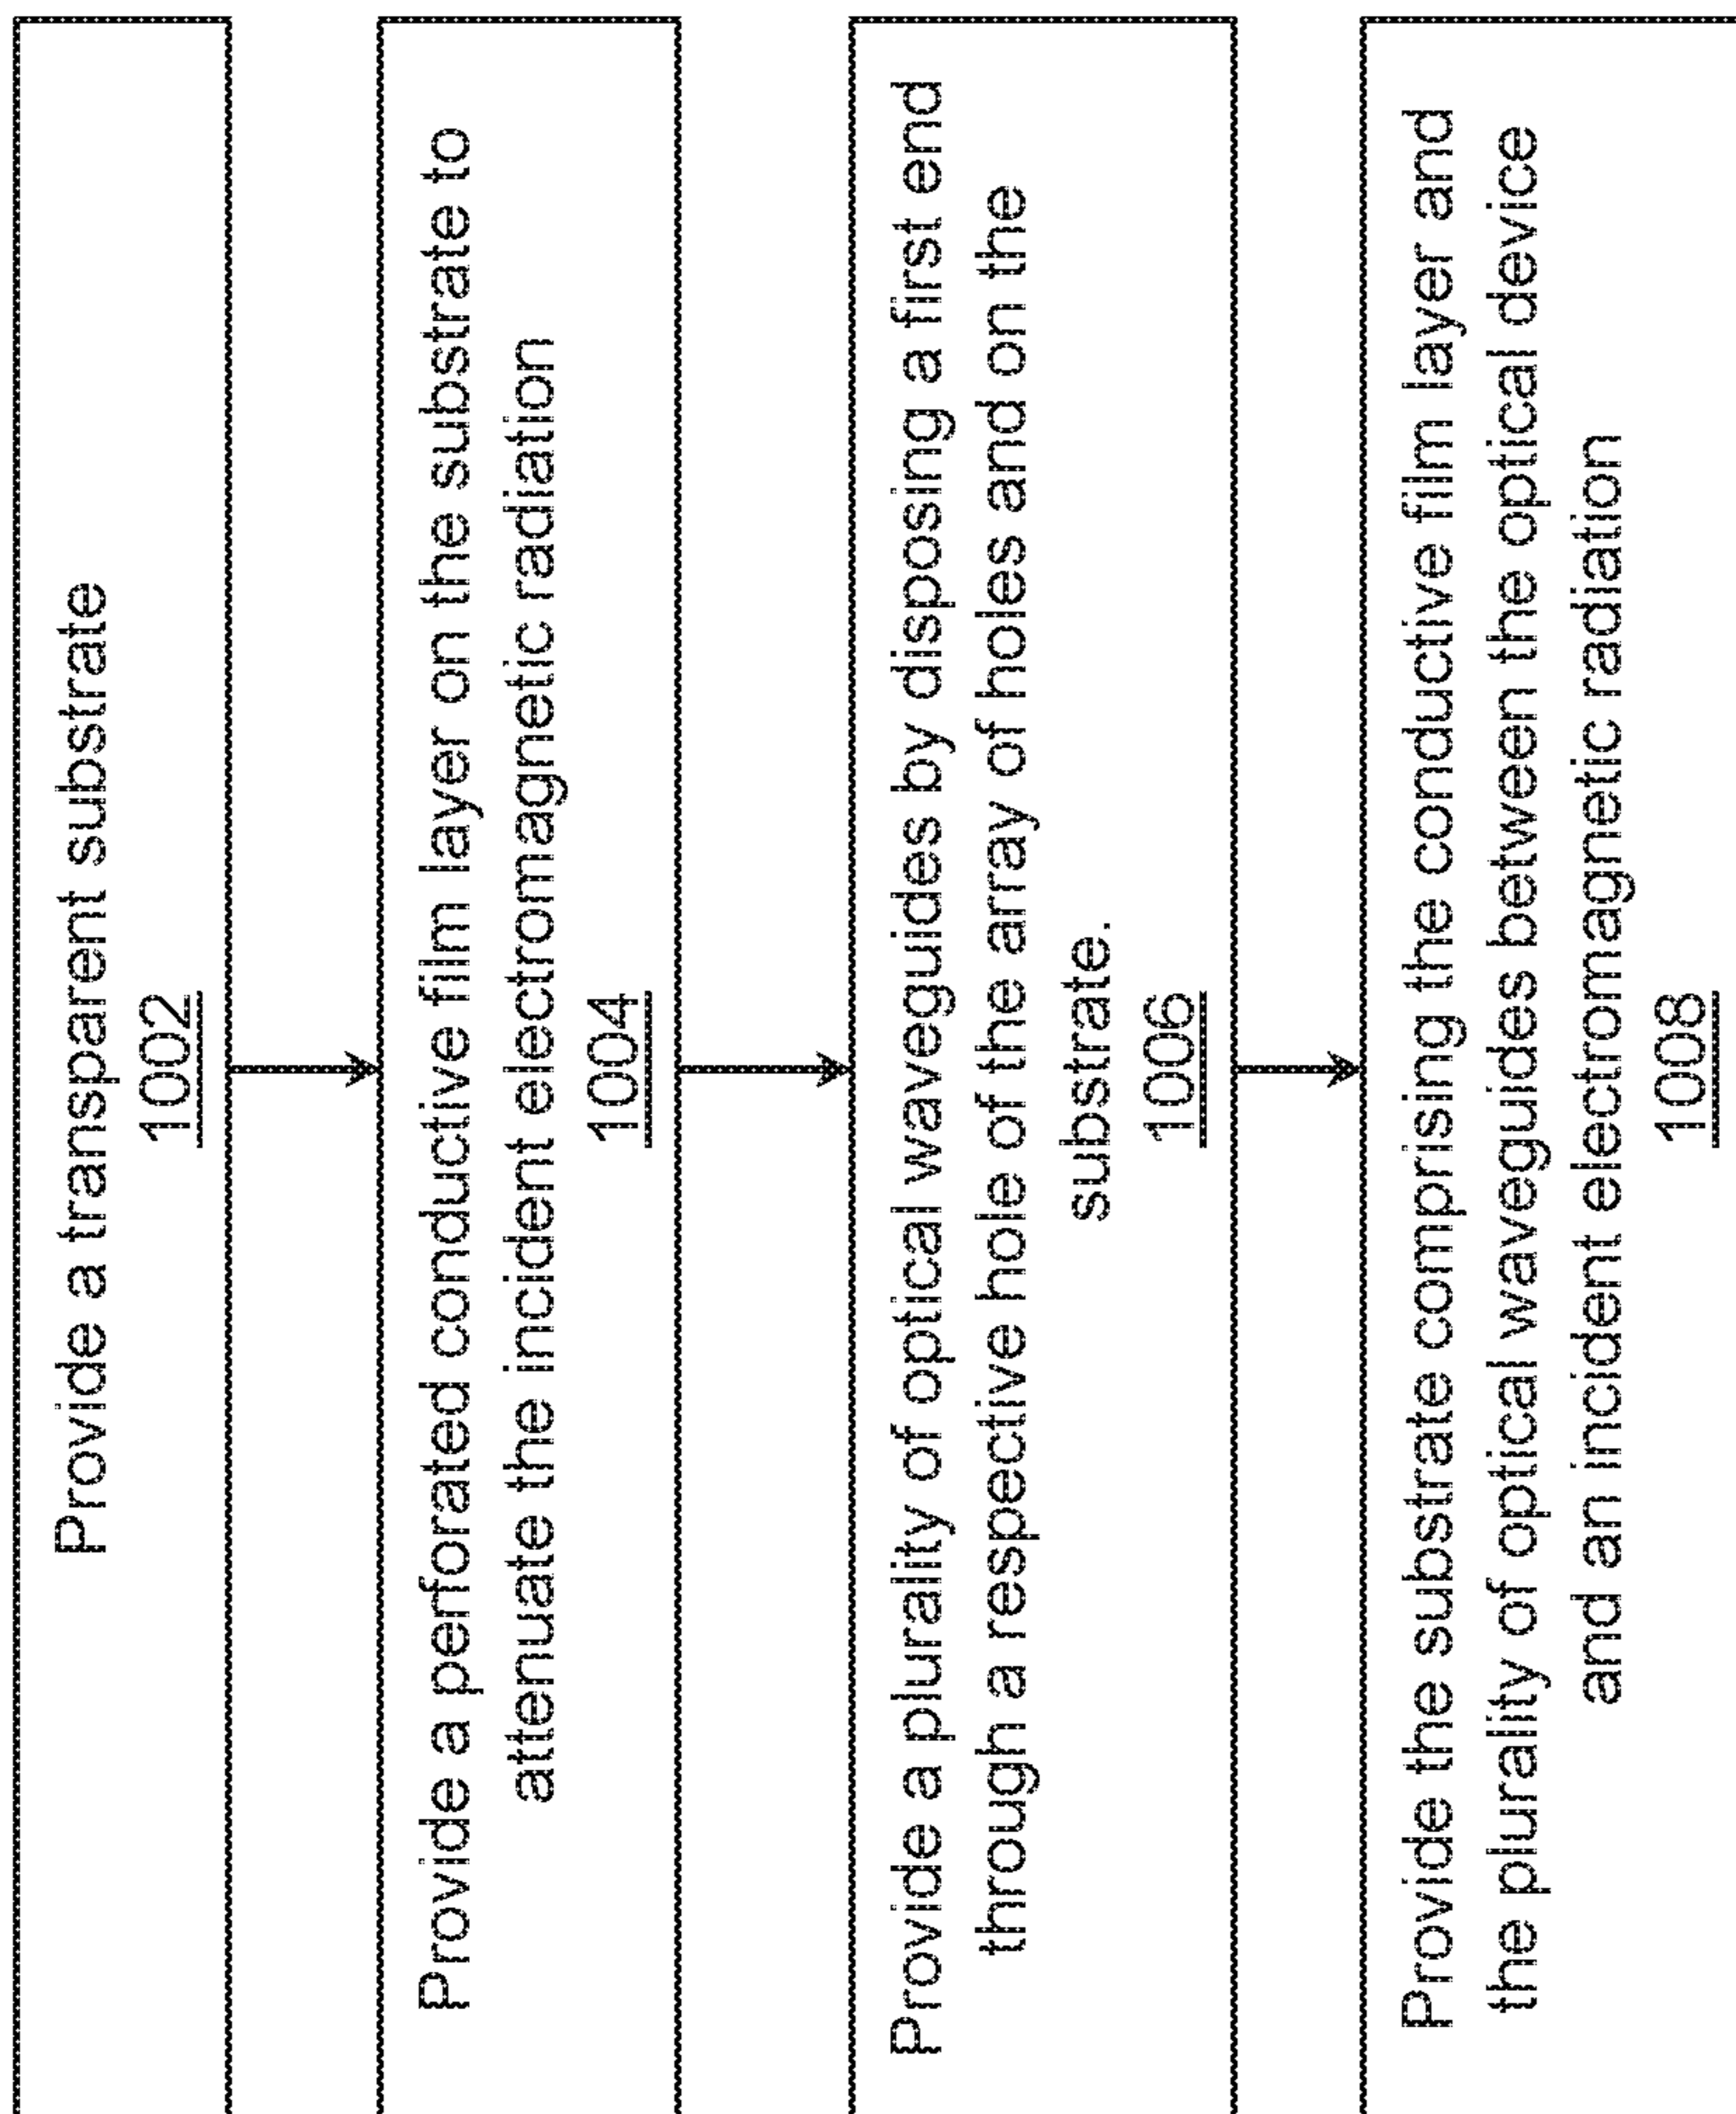 Provide a transparent substrate
1002
Provide a perforated conductive film layer on the substrate to
attenuate the incident electromagnetic radiation
1004
Provide a plurality of optical waveguides by disposing a first end
through a respective hole of the array of holes and on the
substrate.
1006
Provide the substrate comprising the conductive film layer and
the plurality of optical waveguides between the optical device
and an incident electromagnetic radiation
1008